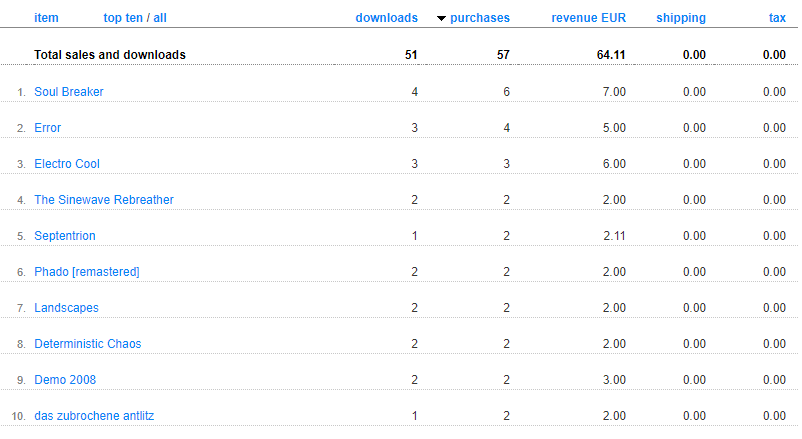 item top ten / all downloads purchases revenue EUR shipping tax
Total sales and downloads 51 57 64.11 0.00 0.00
1. Soul Breaker 4 6 7.00 0.00 0.00
2. Error 3 4 5.00 0.00 0.00
3. Electro Cool 3 3 6.00 0.00 0.00
4. The Sinewave Rebreather 2 2 2.00 0.00 0.00
5. Septentrion 1 2 2.11 0.00 0.00
6. Phado [remastered] 2 2 2.00 0.00 0.00
7. Landscapes 2 2 2.00 0.00 0.00
8. Deterministic Chaos 2 2 2.00 0.00 0.00
9. Demo 2008 2 2 3.00 0.00 0.00
10. das zubrochene antlitz 1 2 2.00 0.00 0.00